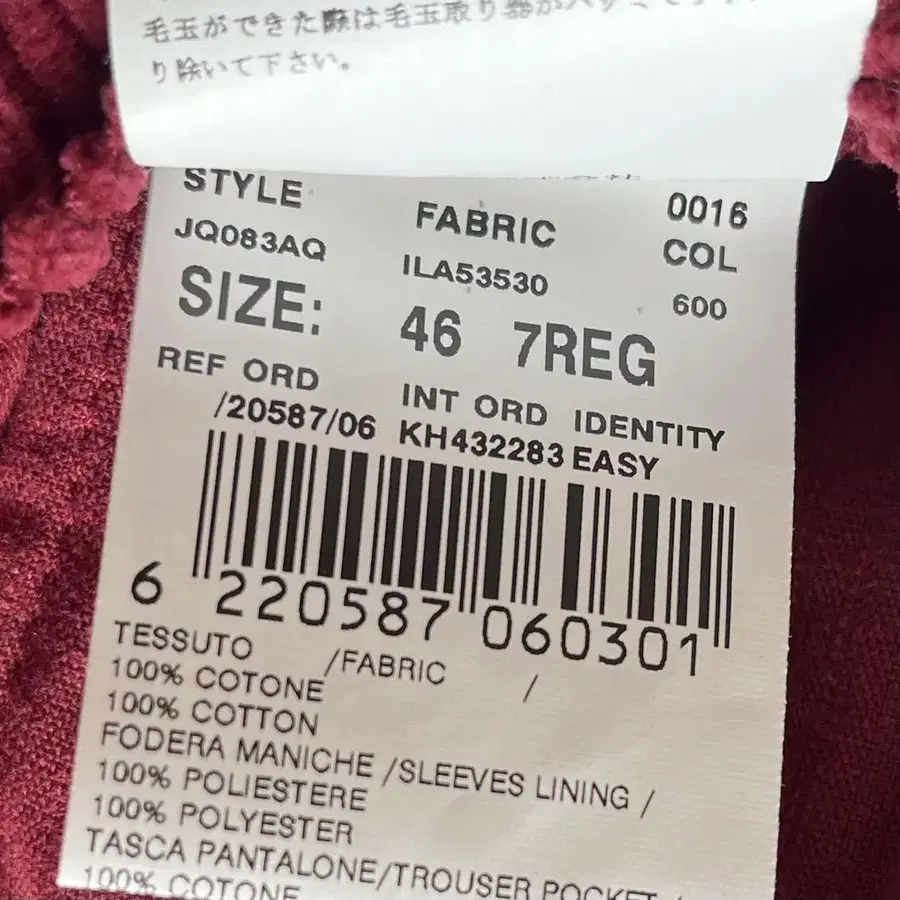 毛玉ができた際は毛玉取り器かハサミで
り除いて下さい。
STYLE FABRIC 0016
JQ083AQ ILA53530 COL
600
SIZE: 46 7REG
REF ORD INT ORD IDENTITY
/20587/06 KH432283 EASY
6 220587 060301
TESSUTO /FABRIC /
100% COTONE
100% COTTON
FODERA MANICHE /SLEEVES LINING /
100% POLIESTERE
100% POLYESTER
TASCA PANTALONE/TROUSER POCKET /
100% COTONE